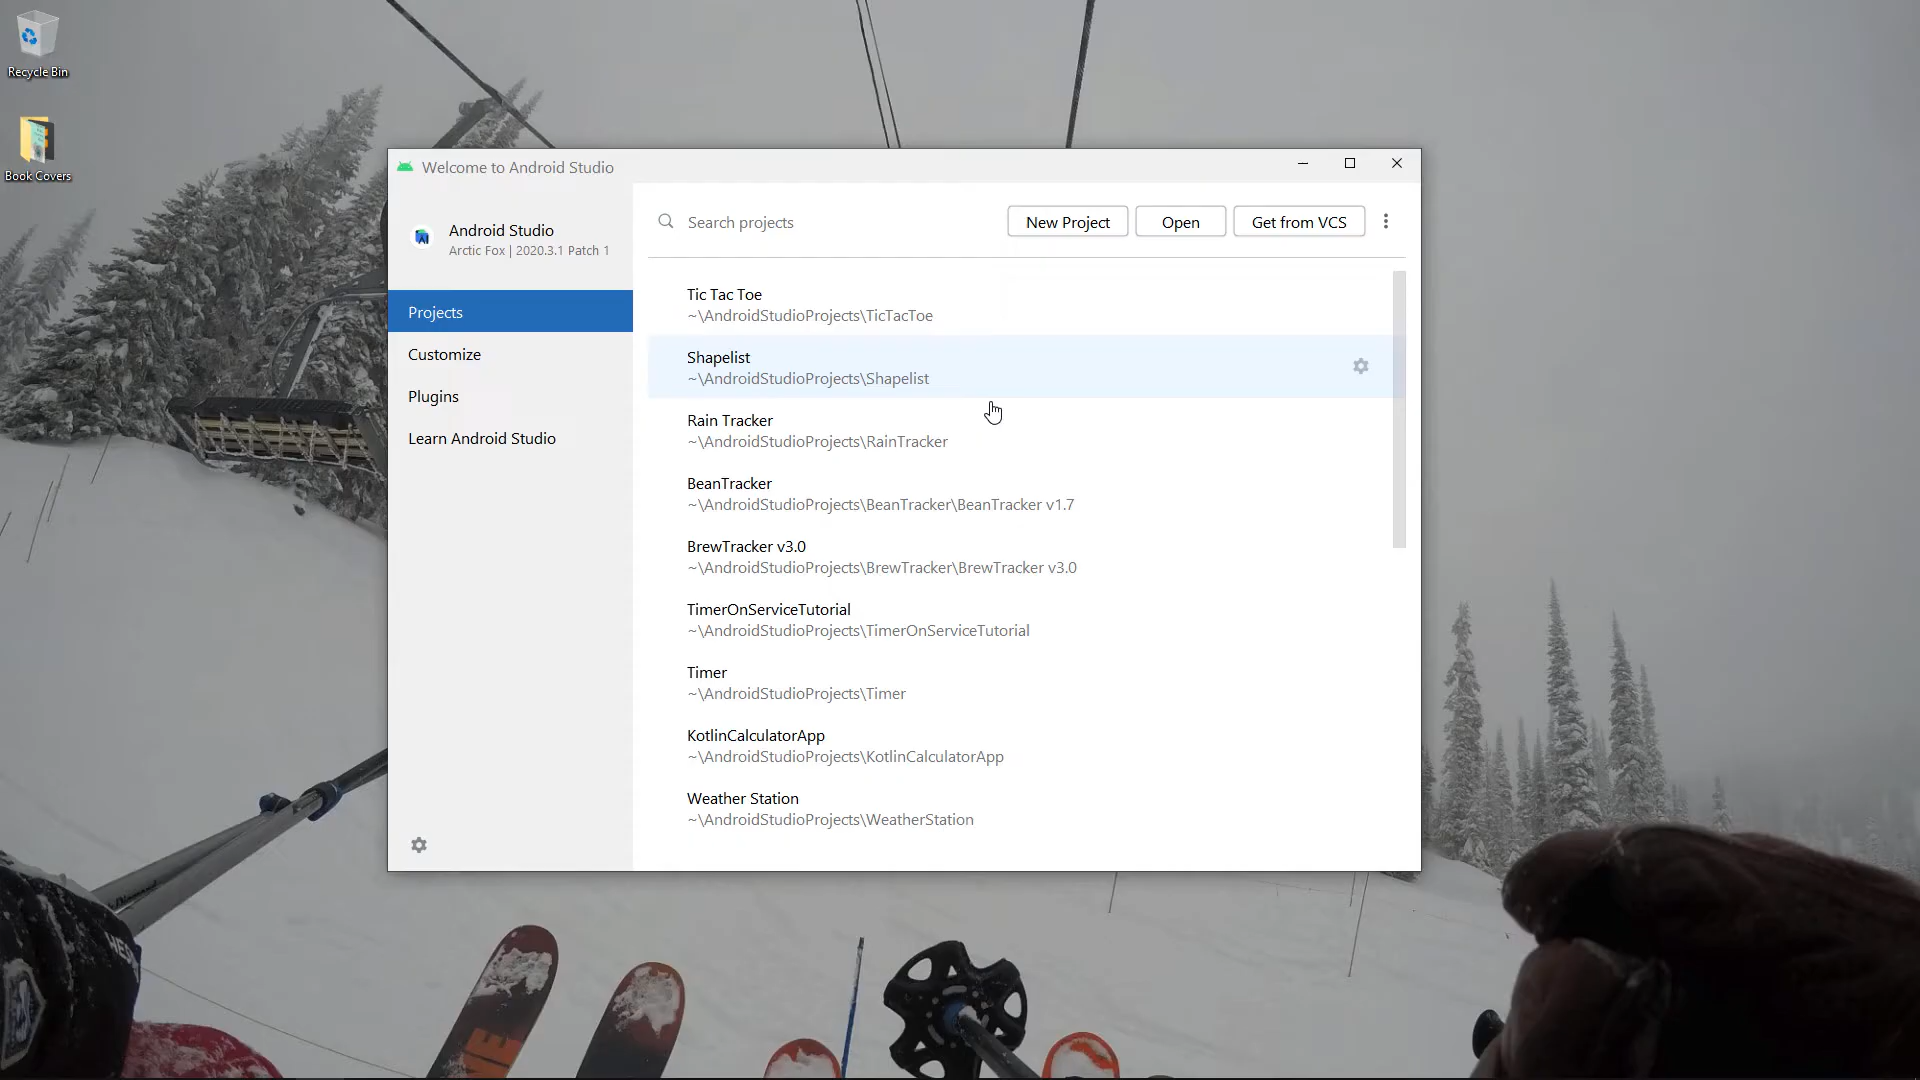 Recycle Bin
Book Covers
Welcome to Android Studio
Android Studio
Arctic Fox | 2020.3.1 Patch 1
Projects
Customize
Plugins
Learn Android Studio
Search projects
New Project
Open
Get from VCS
Tic Tac Toe
~\AndroidStudioProjects\TicTacToe
Shapelist
~\AndroidStudioProjects\Shapelist
Rain Tracker
~\AndroidStudioProjects\RainTracker
BeanTracker
~\AndroidStudioProjects\BeanTracker\BeanTracker v1.7
BrewTracker v3.0
~\AndroidStudioProjects\BrewTracker\BrewTracker v3.0
TimerOnServiceTutorial
~\AndroidStudioProjects\TimerOnServiceTutorial
Timer
~\AndroidStudioProjects\Timer
KotlinCalculatorApp
~\AndroidStudioProjects\KotlinCalculatorApp
Weather Station
~\AndroidStudioProjects\WeatherStation